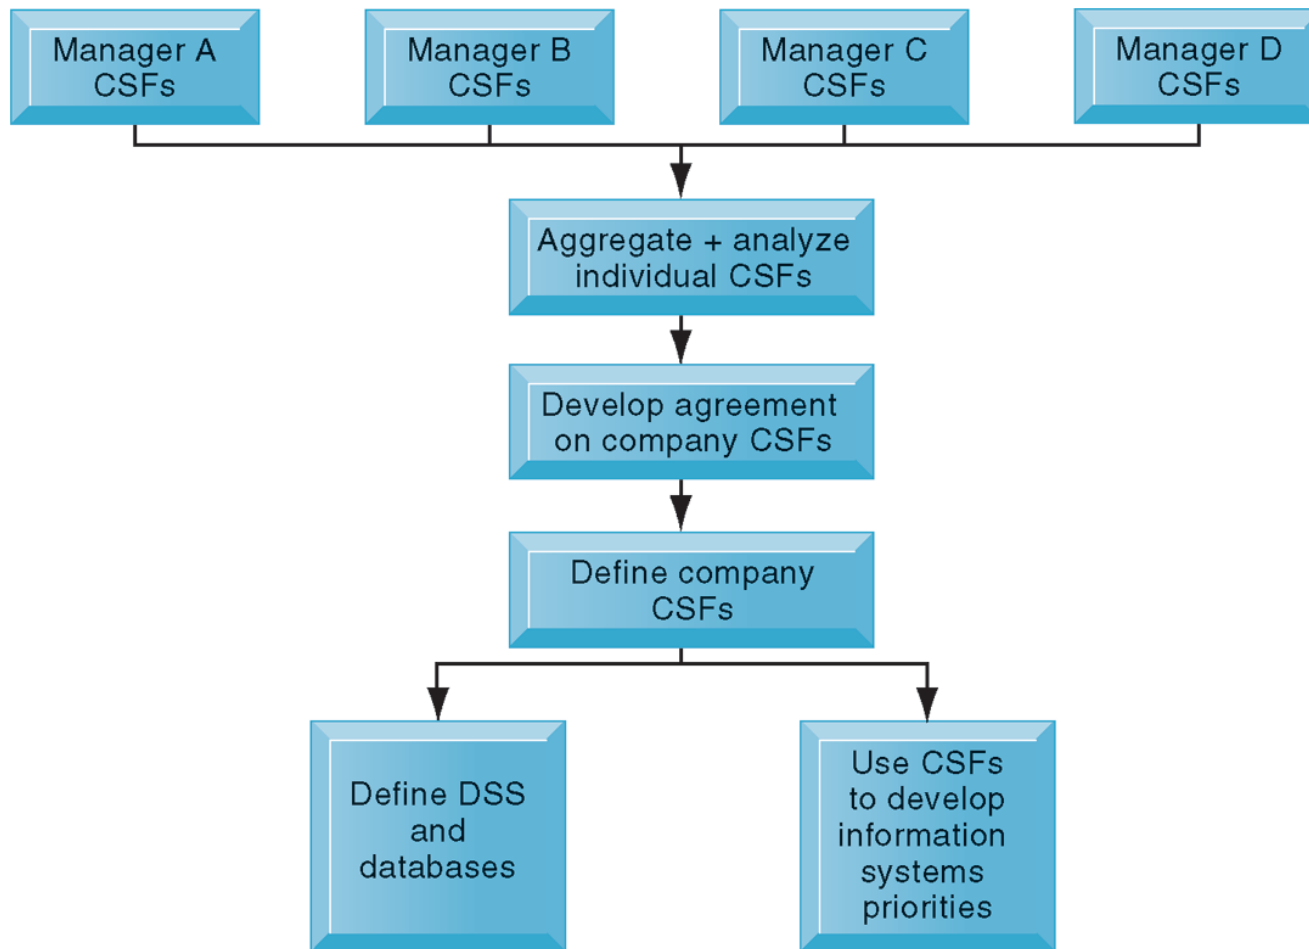 Manager A
CSFs
Manager B
CSFs
Manager C
CSFs
Manager D
CSFs
Aggregate + analyze
individual CSFs
Develop agreement
on company CSFs
Define company
CSFs
Define DSS
and
databases
Use CSFs
to develop
information
systems
priorities